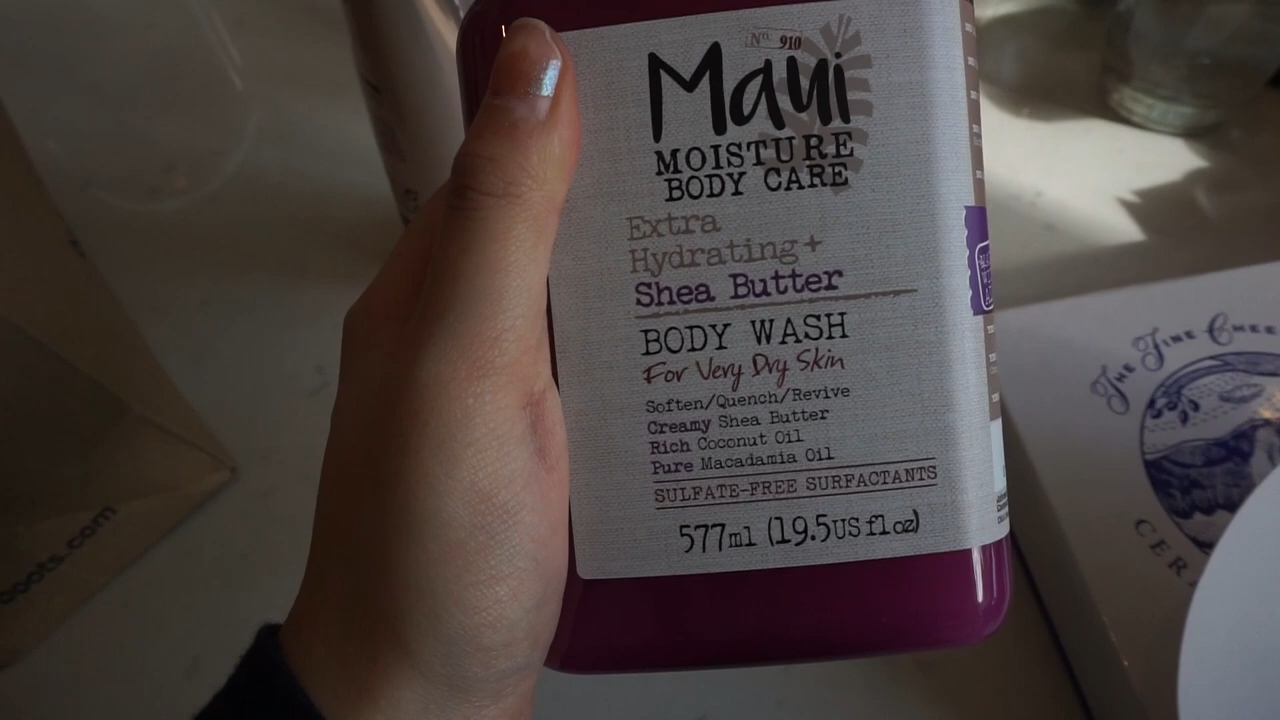 Nº 910
Maui
MOISTURE
BODY CARE
Extra
Hydrating+
Shea Butter
BODY WASH
For Very Dry Skin
Soften/Quench/Revive
Creamy Shea Butter
Rich Coconut Oil
Pure Macadamia Oil
SULFATE-FREE SURFACTANTS
577ml (19.5US fl oz)
THE FINE
boots.com